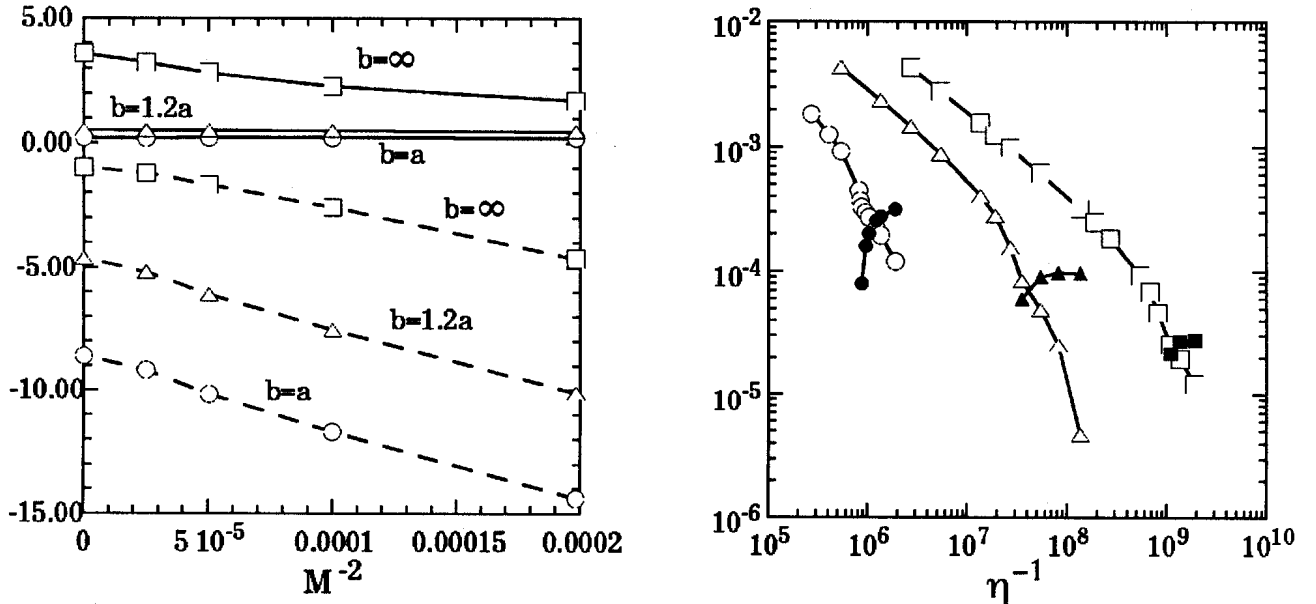 5.00
0.00
-5.00
-10.00
-15.00
b=∞
b=1.2a
b=a
b=∞
b=1.2a
b=a
0 5 10⁻⁵ 0.0001 0.00015 0.0002
M⁻²
10⁻²
10⁻³
10⁻⁴
10⁻⁵
10⁻⁶
10⁵ 10⁶ 10⁷ 10⁸ 10⁹ 10¹⁰
η⁻¹